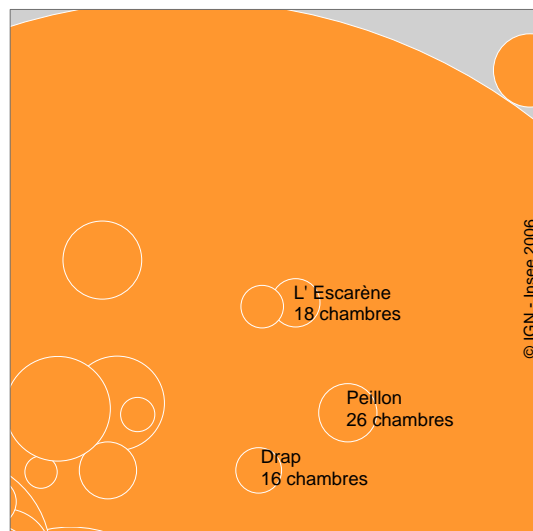 L' Escarène
18 chambres
Peillon
26 chambres
Drap
16 chambres
© IGN - Insee 2006